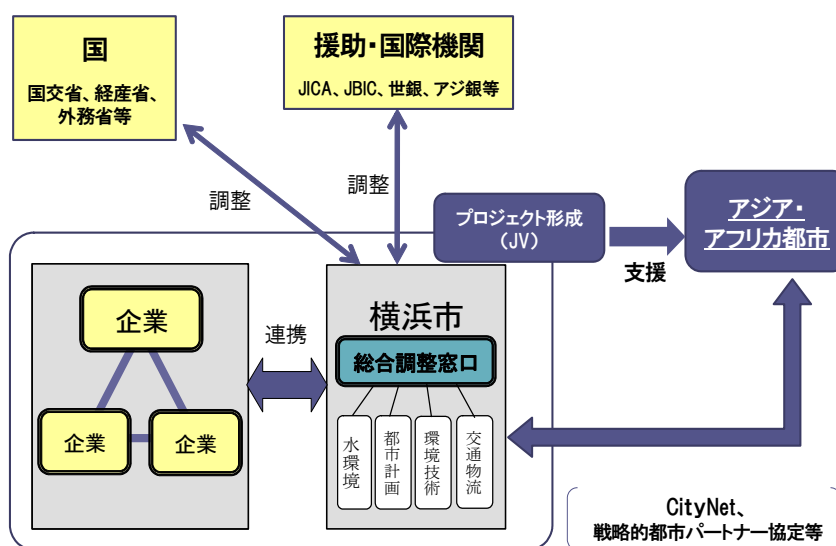 国
国交省、経産省、
外務省等
援助・国際機関
JICA、JBIC、世銀、アジ銀等
調整
調整
プロジェクト形成
（JV）
支援
アジア・
アフリカ都市
企業
企業
企業
連携
横浜市
総合調整窓口
水環境
都市計画
環境技術
交通物流
CityNet、
戦略的都市パートナー協定等